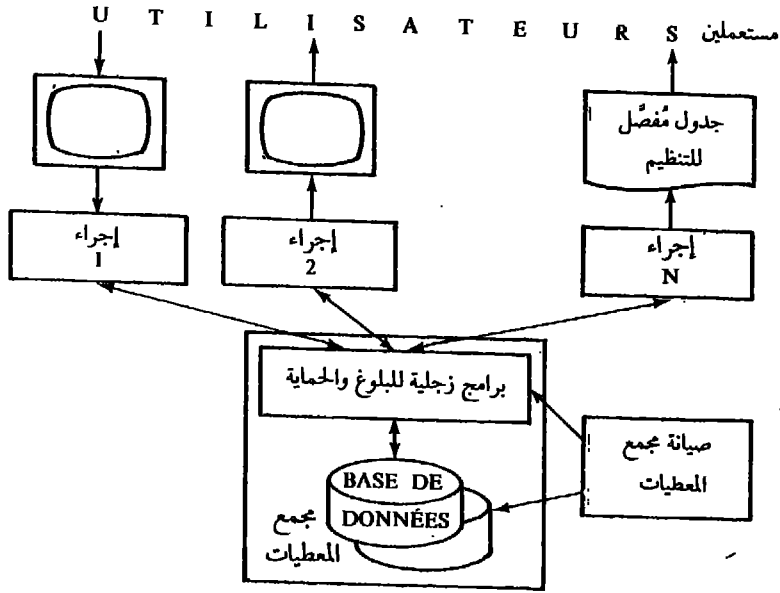 U T I L I S A T E U R S مستعملين
جدول مُفصَّل
للتنظيم
إجراء
1
إجراء
2
إجراء
N
برامج زجلية للبلوغ والحماية
صيانة مجمع
المعطيات
BASE DE
DONNÉES
مجمع
المعطيات